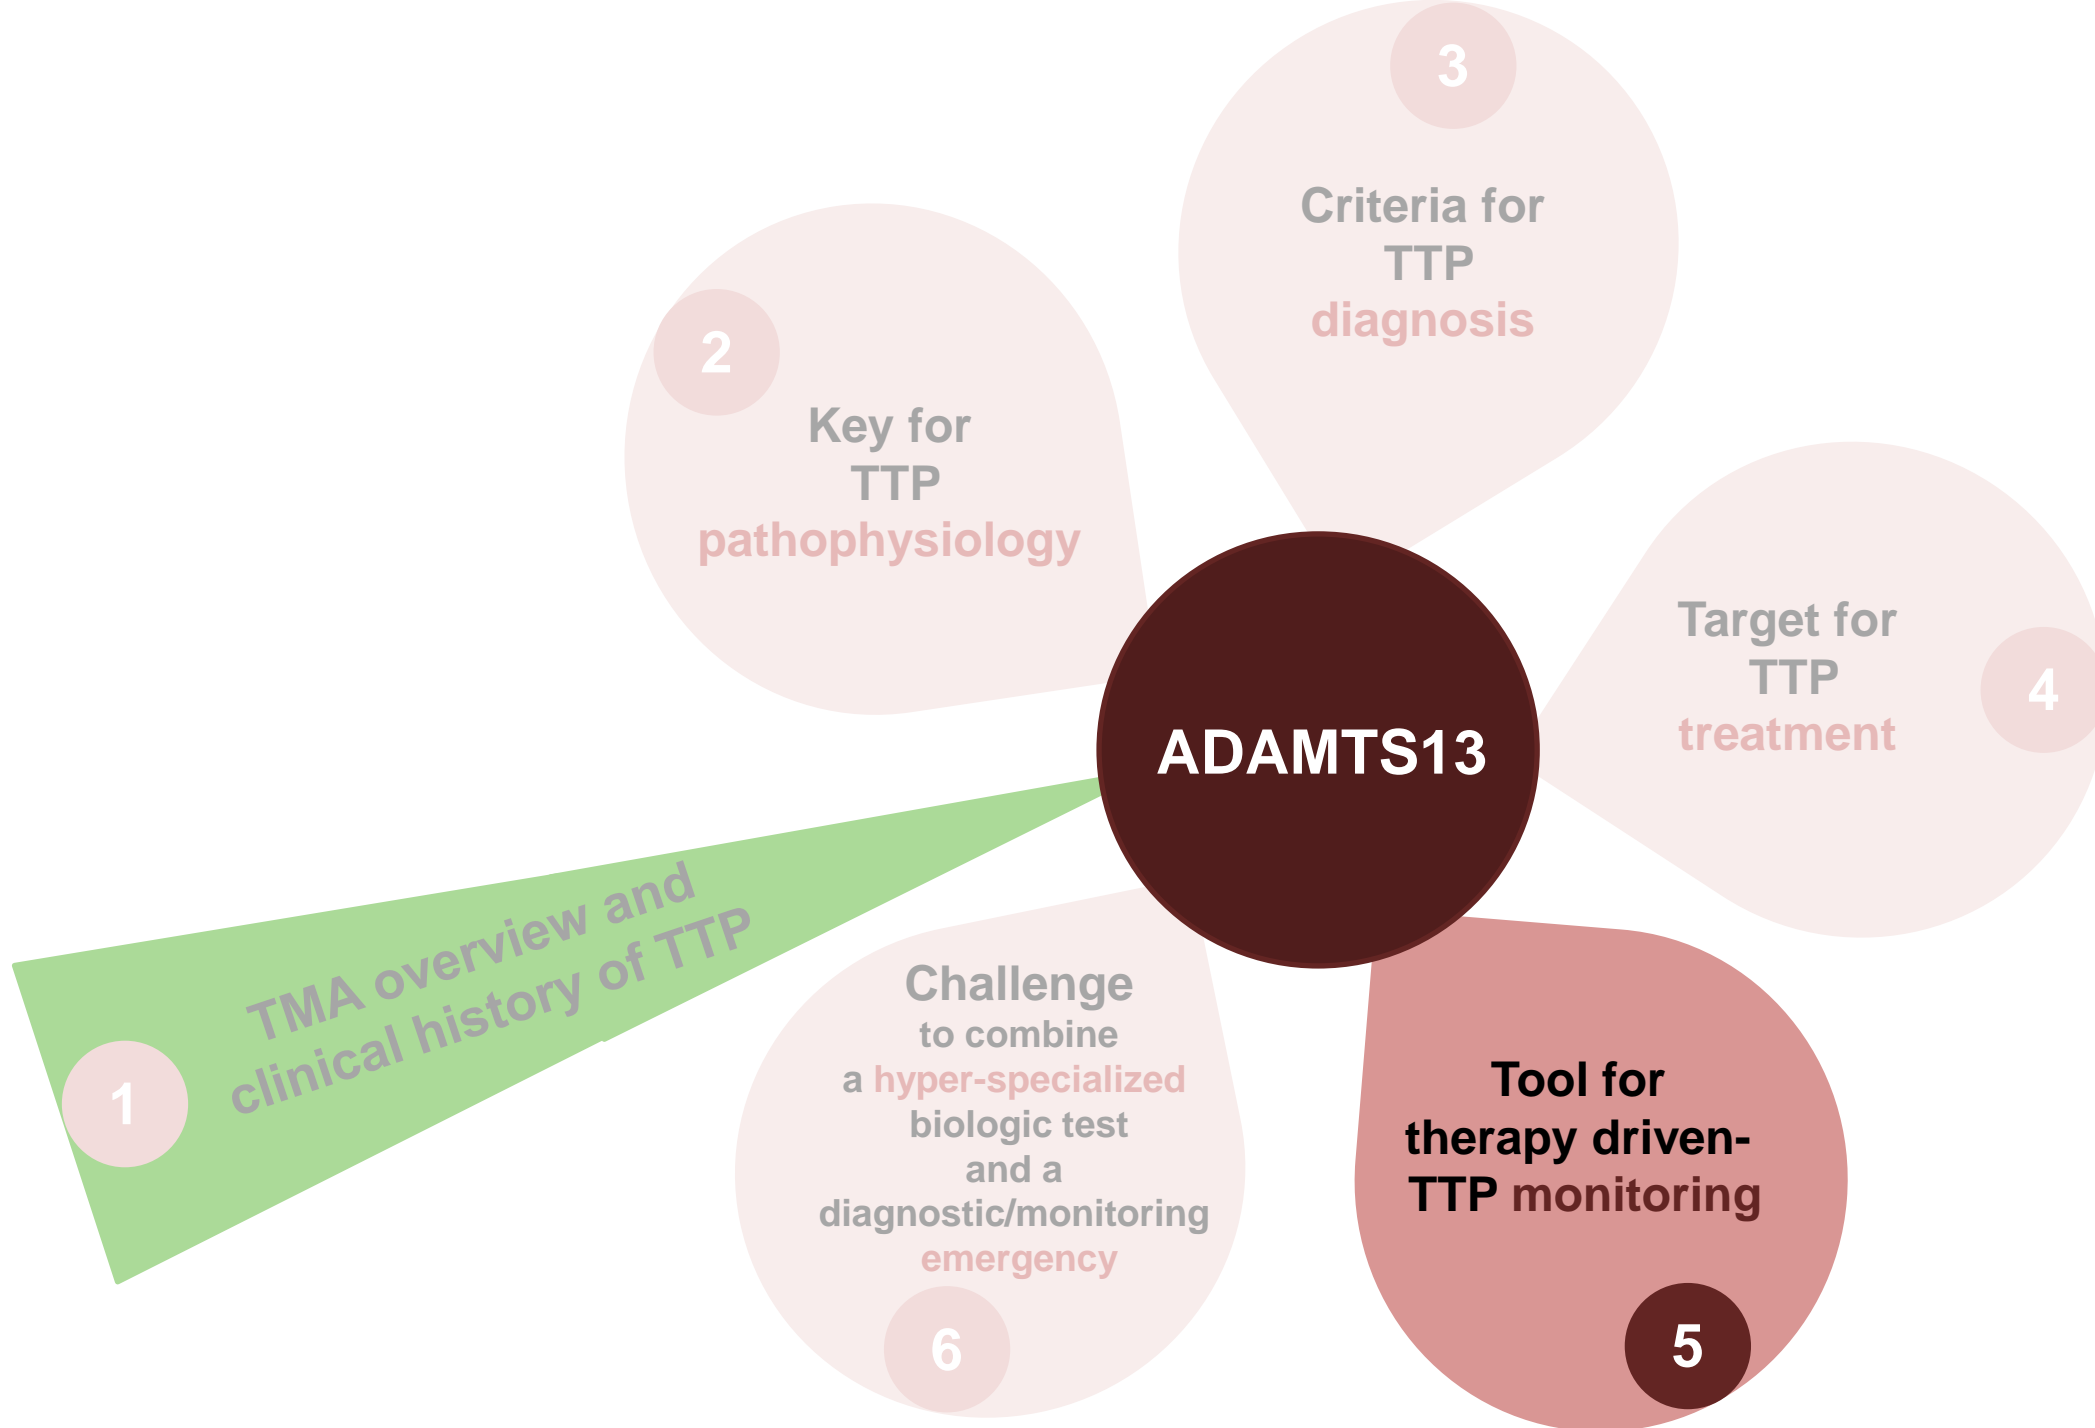 3
Criteria for
TTP
diagnosis
2
Key for
TTP
pathophysiology
Target for
TTP
treatment
4
ADAMTS13
TMA overview and
clinical history of TTP
1
Challenge
to combine
a hyper-specialized
biologic test
and a
diagnostic/monitoring
emergency
6
Tool for
therapy driven-
TTP monitoring
5